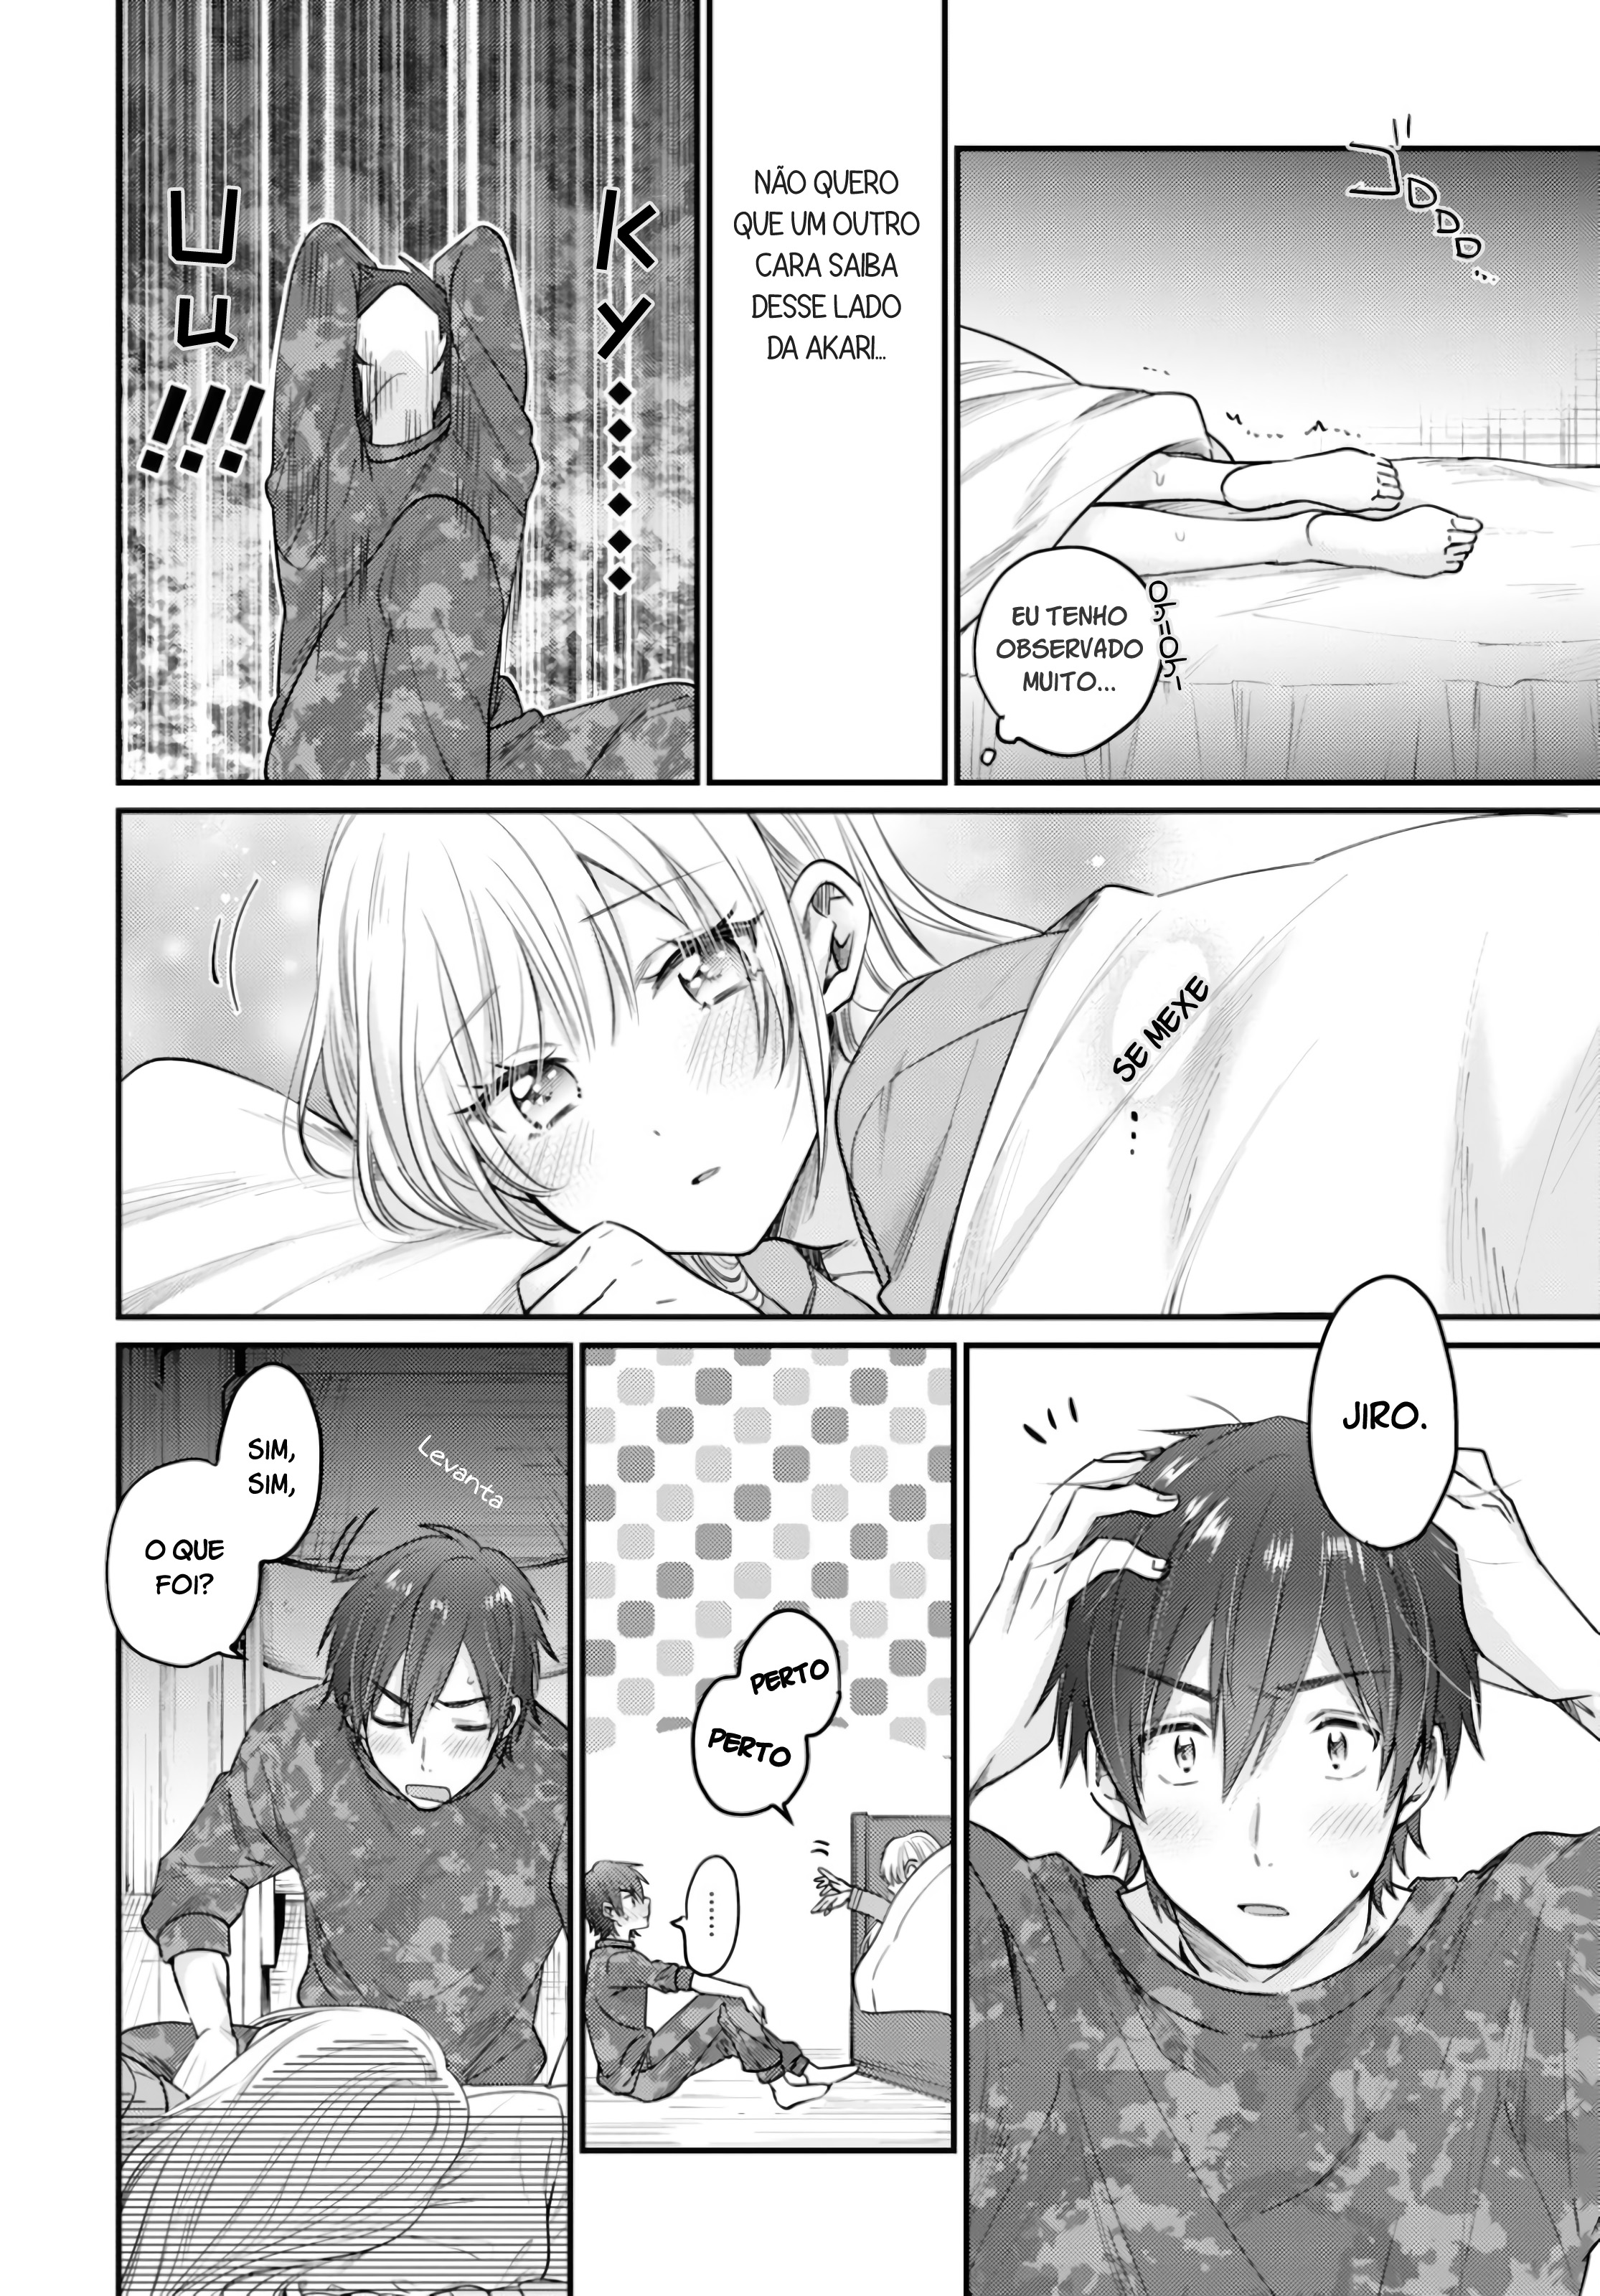 ゴロロロ...
EU TENHO
OBSERVADO
MUITO...
Oh=Oh-
NÃO QUERO
QUE UM OUTRO
CARA SAIBA
DESSE LADO
DA AKARI...
Ky......
Uu!!!
SE MEXE
...
JIRO.
PERTO
PERTO
......
Levanta
SIM,
SIM,
O QUE
FOI?